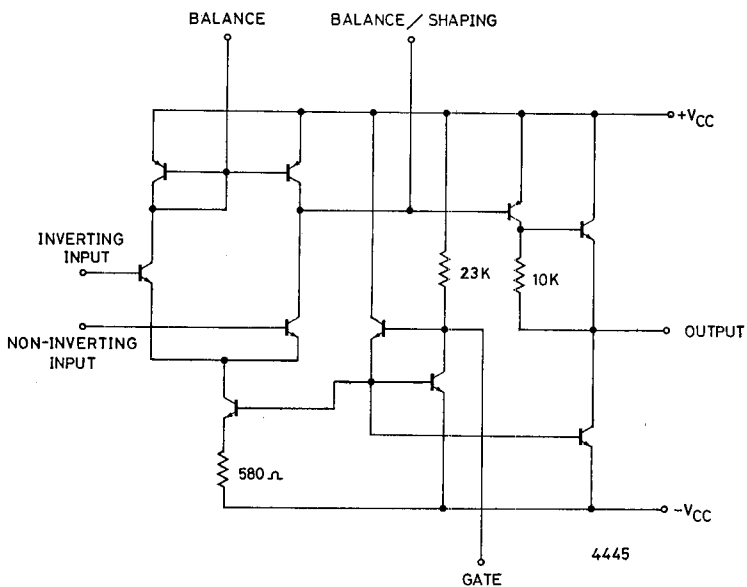 BALANCE
BALANCE / SHAPING
+VCC
INVERTING
INPUT
23K
10K
OUTPUT
NON-INVERTING
INPUT
580 Ω
-VCC
4445
GATE